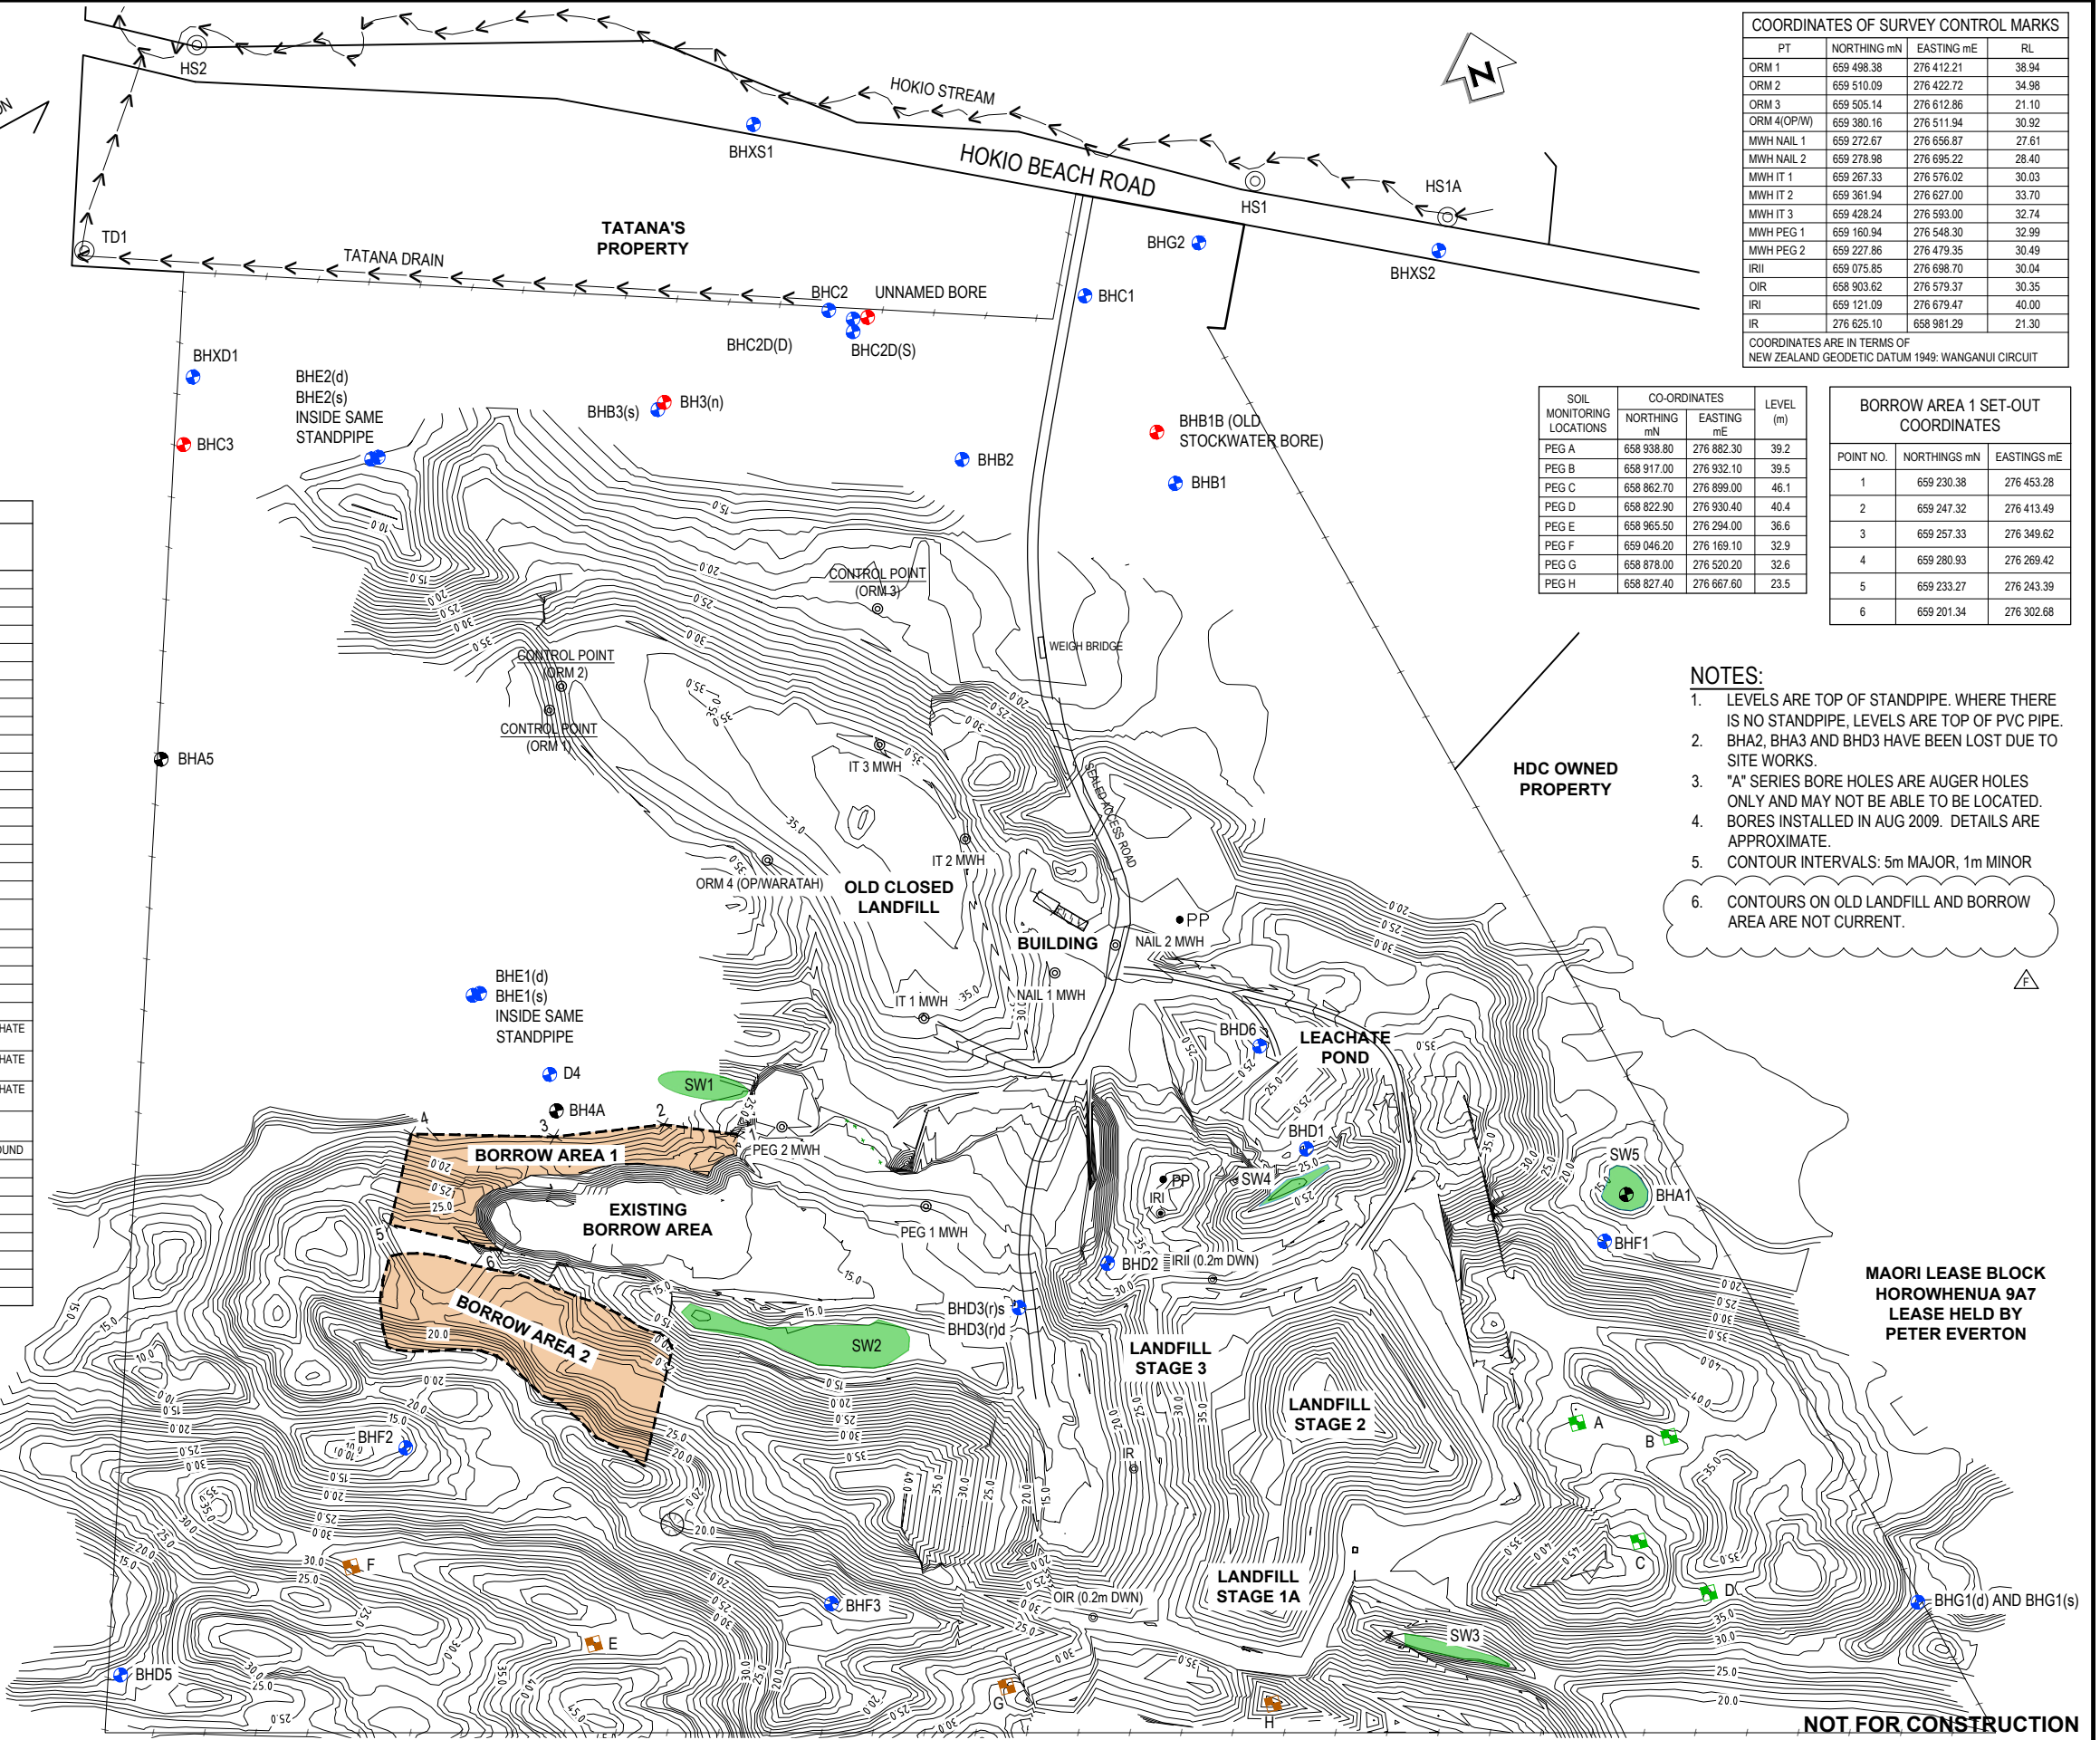 COORDINATES OF SURVEY CONTROL MARKS
PT NORTHING mN EASTING mE RL
ORM 1 659 498.38 276 412.21 38.94
ORM 2 659 510.09 276 422.72 34.98
ORM 3 659 505.14 276 612.86 21.10
ORM 4(OP/W) 659 380.16 276 511.94 30.92
MWH NAIL 1 659 272.67 276 656.87 27.61
MWH NAIL 2 659 278.98 276 695.22 28.40
MWH IT 1 659 267.33 276 576.02 30.03
MWH IT 2 659 361.94 276 627.00 33.70
MWH IT 3 659 428.24 276 593.00 32.74
MWH PEG 1 659 160.94 276 548.30 32.99
MWH PEG 2 659 227.86 276 479.35 30.49
IRII 659 075.85 276 698.70 30.04
OIR 658 903.62 276 579.37 30.35
IRI 659 121.09 276 679.47 40.00
IR 276 625.10 658 981.29 21.30
COORDINATES ARE IN TERMS OF
NEW ZEALAND GEODETIC DATUM 1949: WANGANUI CIRCUIT
SOIL MONITORING LOCATIONS CO-ORDINATES LEVEL (m)
NORTHING mN EASTING mE
PEG A 658 938.80 276 882.30 39.2
PEG B 658 917.00 276 932.10 39.5
PEG C 658 862.70 276 899.00 46.1
PEG D 658 822.90 276 930.40 40.4
PEG E 658 965.50 276 294.00 36.6
PEG F 659 046.20 276 169.10 32.9
PEG G 658 878.00 276 520.20 32.6
PEG H 658 827.40 276 667.60 23.5
BORROW AREA 1 SET-OUT
COORDINATES
POINT NO. NORTHINGS mN EASTINGS mE
1 659 230.38 276 453.28
2 659 247.32 276 413.49
3 659 257.33 276 349.62
4 659 280.93 276 269.42
5 659 233.27 276 243.39
6 659 201.34 276 302.68
NOTES:
1. LEVELS ARE TOP OF STANDPIPE. WHERE THERE
IS NO STANDPIPE, LEVELS ARE TOP OF PVC PIPE.
2. BHA2, BHA3 AND BHD3 HAVE BEEN LOST DUE TO
SITE WORKS.
3. "A" SERIES BORE HOLES ARE AUGER HOLES
ONLY AND MAY NOT BE ABLE TO BE LOCATED.
4. BORES INSTALLED IN AUG 2009. DETAILS ARE
APPROXIMATE.
5. CONTOUR INTERVALS: 5m MAJOR, 1m MINOR
6. CONTOURS ON OLD LANDFILL AND BORROW
AREA ARE NOT CURRENT.
F
N
HS2
HOKIO STREAM
BHXS1
HOKIO BEACH ROAD
HS1
HS1A
TD1
TATANA'S
PROPERTY
TATANA DRAIN
BHG2
BHXS2
BHC2
UNNAMED BORE
BHC1
BHC2D(D)
BHC2D(S)
BHXD1
BHE2(d)
BHE2(s)
INSIDE SAME
STANDPIPE
BHC3
BHB3(s)
BH3(n)
BHB2
BHB1B (OLD
STOCKWATER BORE)
BHB1
CONTROL POINT
(ORM 3)
WEIGH BRIDGE
CONTROL POINT
(ORM 2)
CONTROL POINT
(ORM 1)
BHA5
IT 3 MWH
SEALED ACCESS ROAD
HDC OWNED
PROPERTY
IT 2 MWH
ORM 4 (OP/WARATAH)
OLD CLOSED
LANDFILL
BUILDING
PP
NAIL 2 MWH
NAIL 1 MWH
IT 1 MWH
BHE1(d)
BHE1(s)
INSIDE SAME
STANDPIPE
BHD6
LEACHATE
POND
D4
SW1
BH4A
4
3
2
1
BORROW AREA 1
PEG 2 MWH
BHD1
SW4
PP
IRI
SW5
BHA1
EXISTING
BORROW AREA
PEG 1 MWH
5
6
BHD2
IRII (0.2m DWN)
BHF1
MAORI LEASE BLOCK
HOROWHENUA 9A7
LEASE HELD BY
PETER EVERTON
BORROW AREA 2
BHD3(r)s
BHD3(r)d
SW2
LANDFILL
STAGE 3
LANDFILL
STAGE 2
A
B
BHF2
IR
C
F
LANDFILL
STAGE 1A
D
BHG1(d) AND BHG1(s)
BHF3
OIR (0.2m DWN)
E
SW3
BHD5
G
H
NOT FOR CONSTRUCTION
HATE
HATE
HATE
OUND